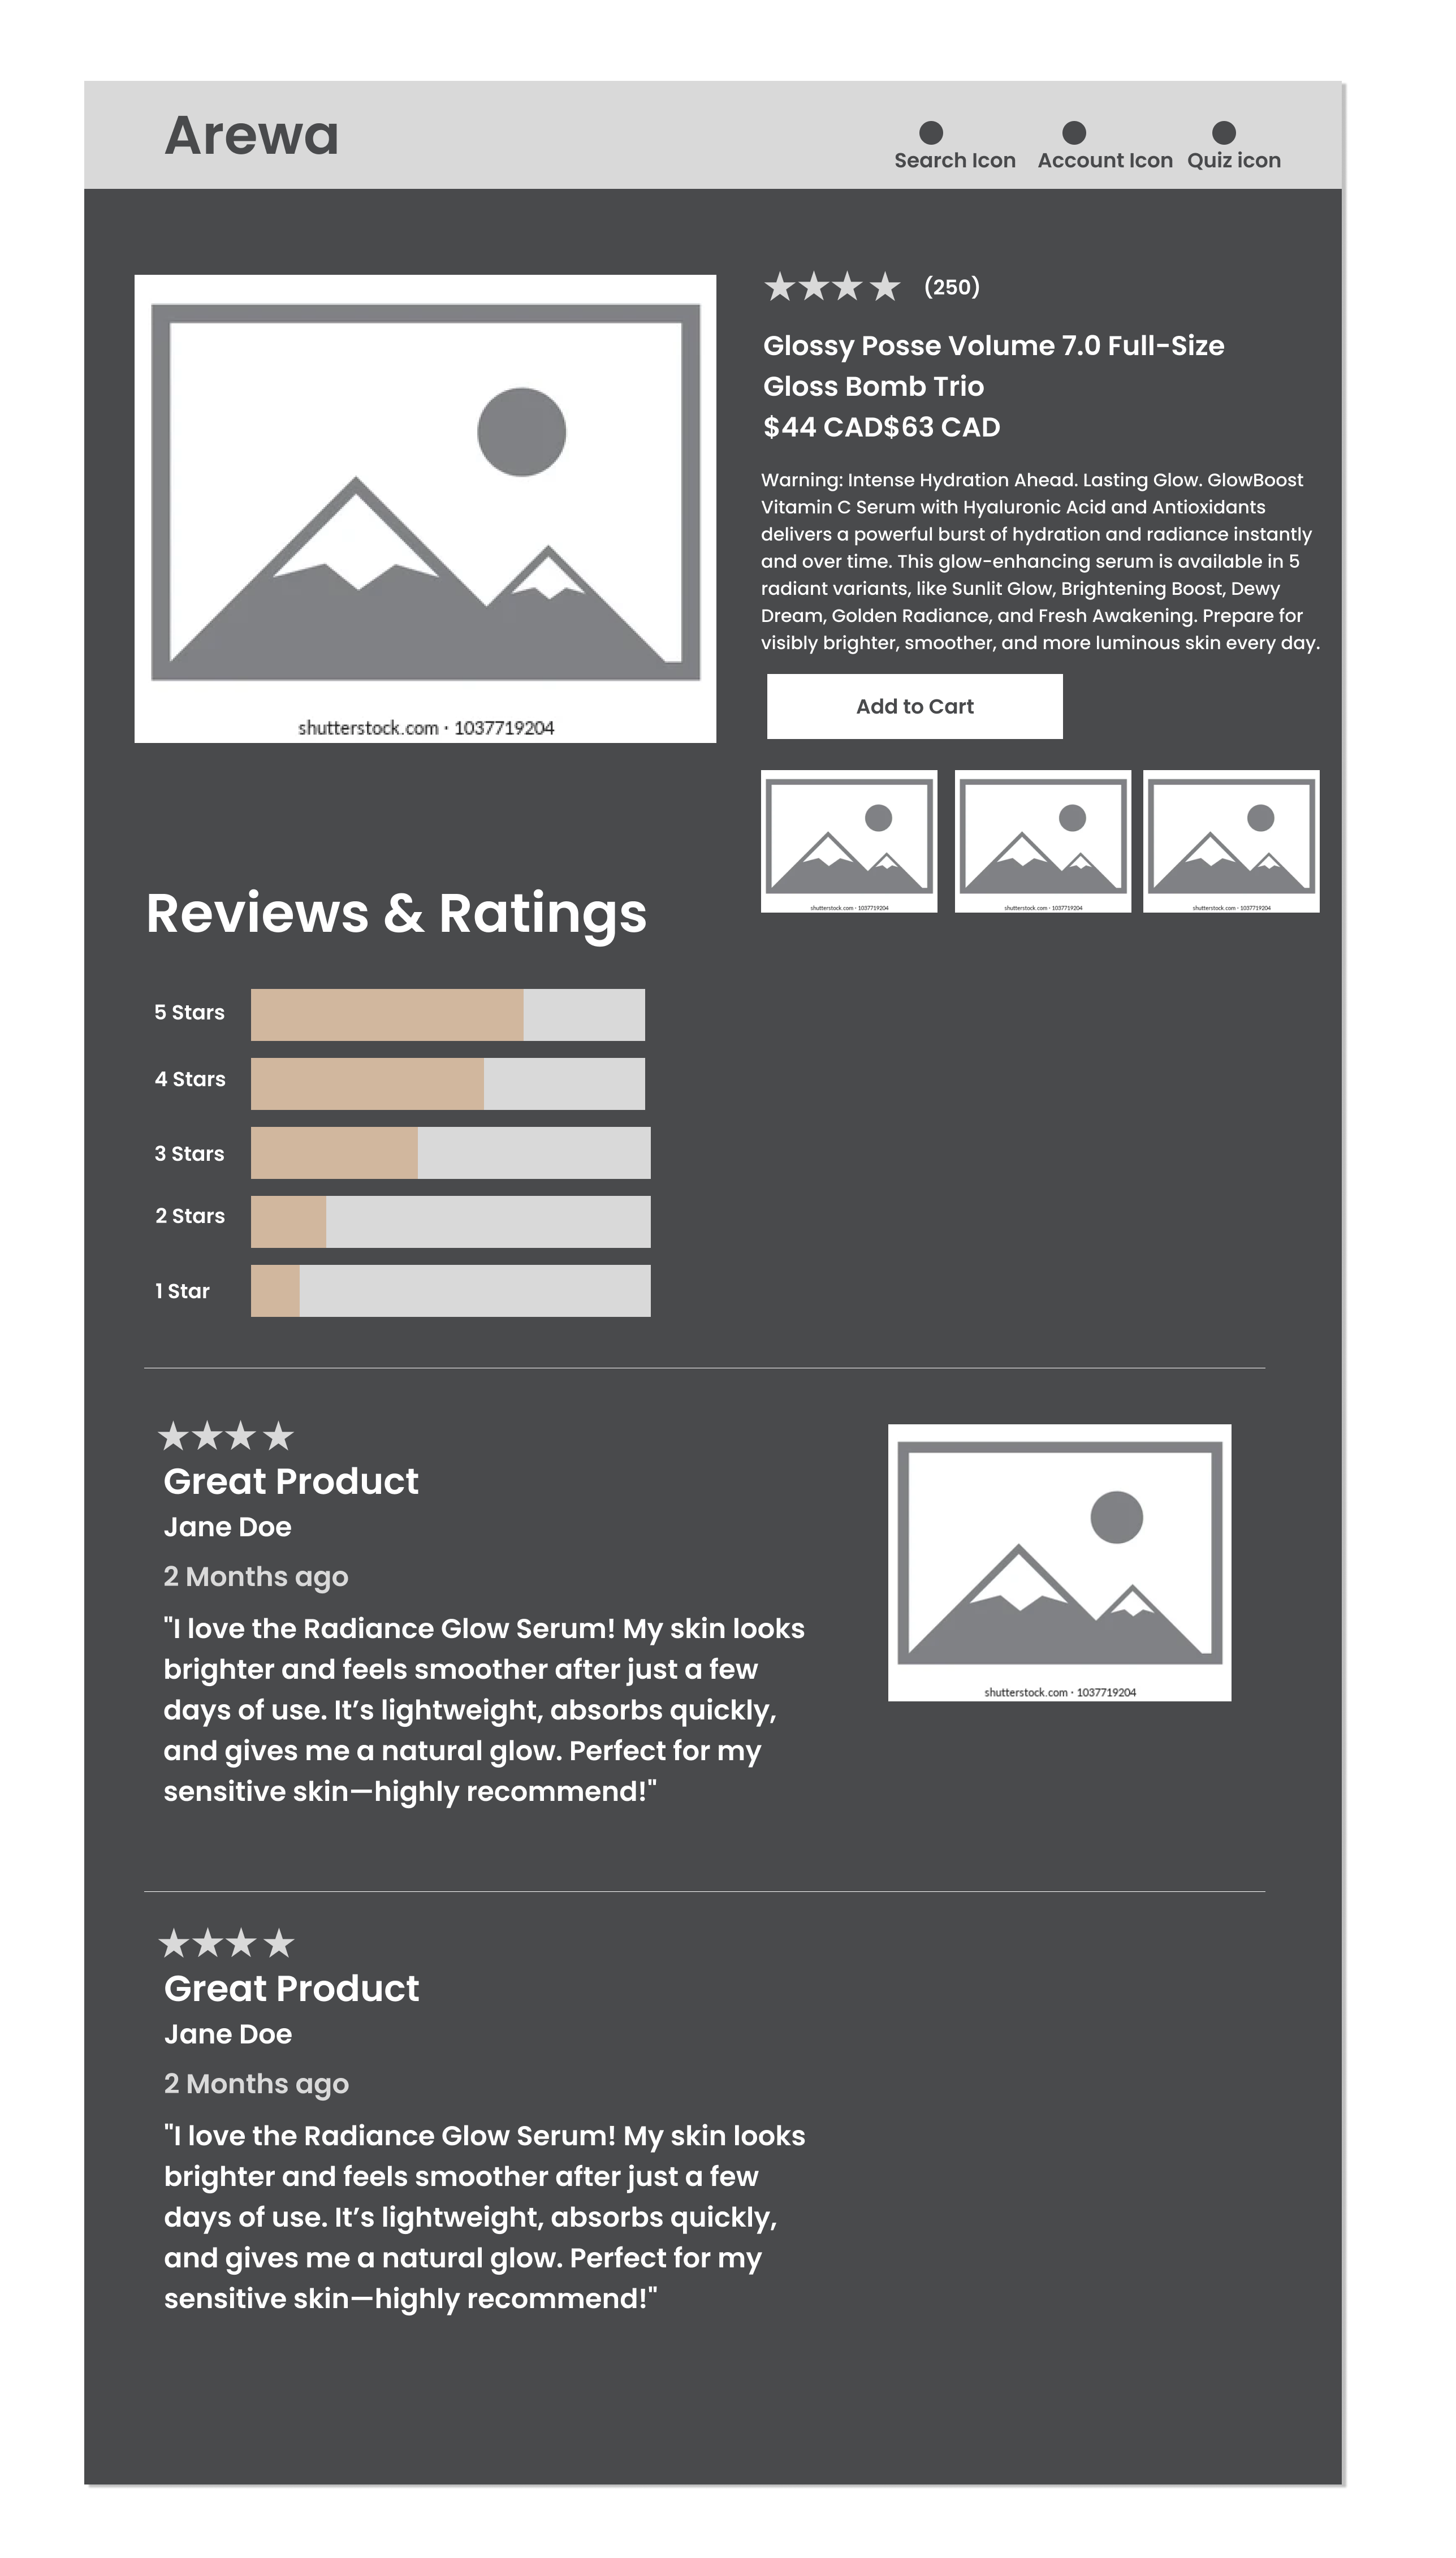 Arewa
Search Icon
Account Icon
Quiz icon
shutterstock.com · 1037719204
(250)
Glossy Posse Volume 7.0 Full-Size
Gloss Bomb Trio
$44 CAD$63 CAD
Warning: Intense Hydration Ahead. Lasting Glow. GlowBoost
Vitamin C Serum with Hyaluronic Acid and Antioxidants
delivers a powerful burst of hydration and radiance instantly
and over time. This glow-enhancing serum is available in 5
radiant variants, like Sunlit Glow, Brightening Boost, Dewy
Dream, Golden Radiance, and Fresh Awakening. Prepare for
visibly brighter, smoother, and more luminous skin every day.
Add to Cart
shutterstock.com · 1037719204
shutterstock.com · 1037719204
shutterstock.com · 1037719204
Reviews & Ratings
5 Stars
4 Stars
3 Stars
2 Stars
1 Star
Great Product
Jane Doe
2 Months ago
"I love the Radiance Glow Serum! My skin looks
brighter and feels smoother after just a few
days of use. It’s lightweight, absorbs quickly,
and gives me a natural glow. Perfect for my
sensitive skin—highly recommend!"
shutterstock.com · 1037719204
Great Product
Jane Doe
2 Months ago
"I love the Radiance Glow Serum! My skin looks
brighter and feels smoother after just a few
days of use. It’s lightweight, absorbs quickly,
and gives me a natural glow. Perfect for my
sensitive skin—highly recommend!"